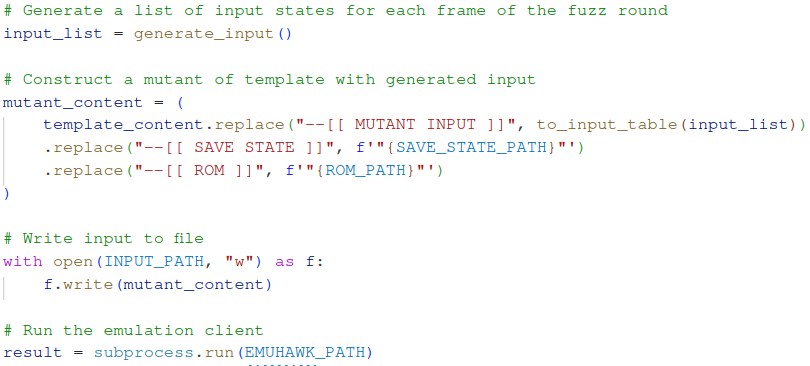 # Generate a list of input states for each frame of the fuzz round
input_list = generate_input()
# Construct a mutant of template with generated input
mutant_content = (
template_content.replace("--[[ MUTANT INPUT ]]", to_input_table(input_list))
.replace("--[[ SAVE STATE ]]", f'"{SAVE_STATE_PATH}"')
.replace("--[[ ROM ]]", f'"{ROM_PATH}"')
)
# Write input to file
with open(INPUT_PATH, "w") as f:
f.write(mutant_content)
# Run the emulation client
result = subprocess.run(EMUHAWK_PATH)